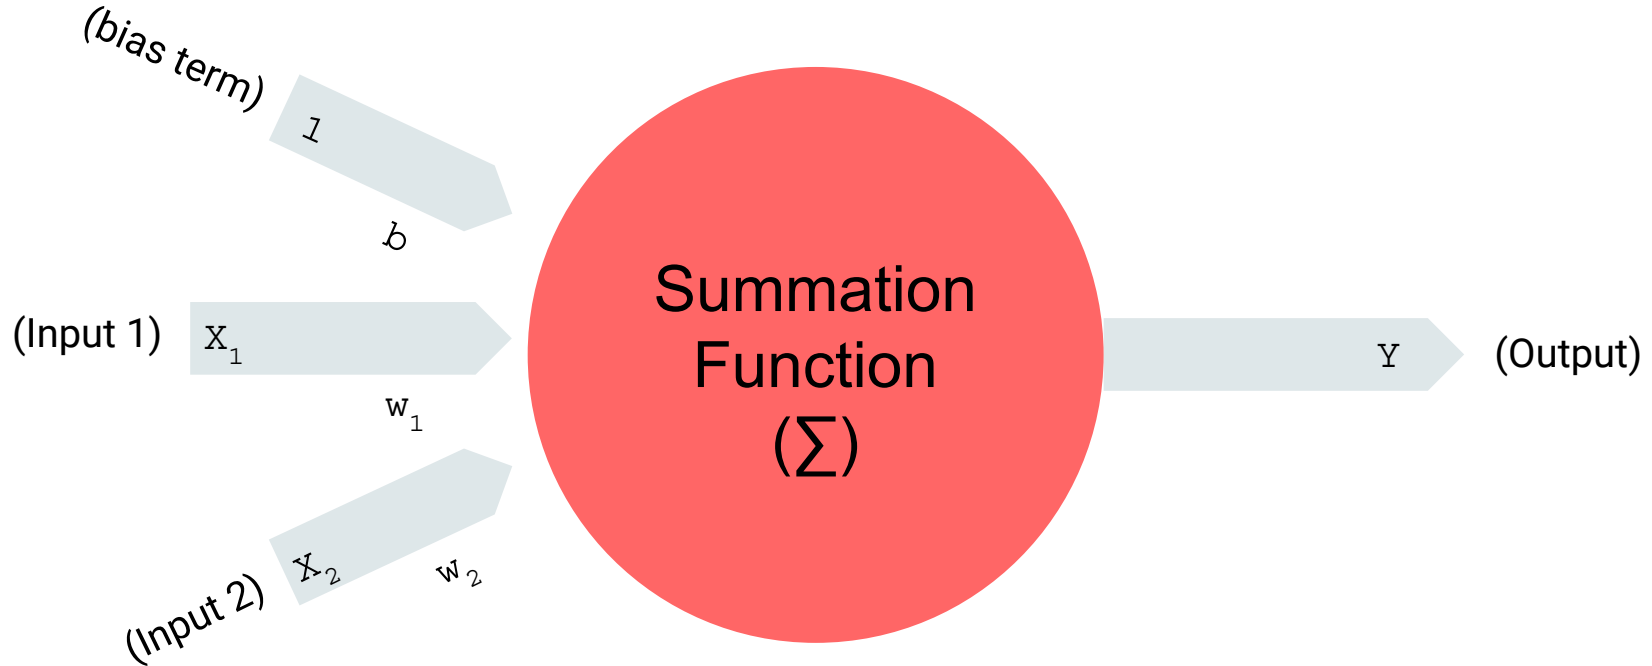 (bias term)
1
b
(Input 1)
X₁
w₁
(Input 2)
X₂
w₂
Summation
Function
(∑)
Y
(Output)